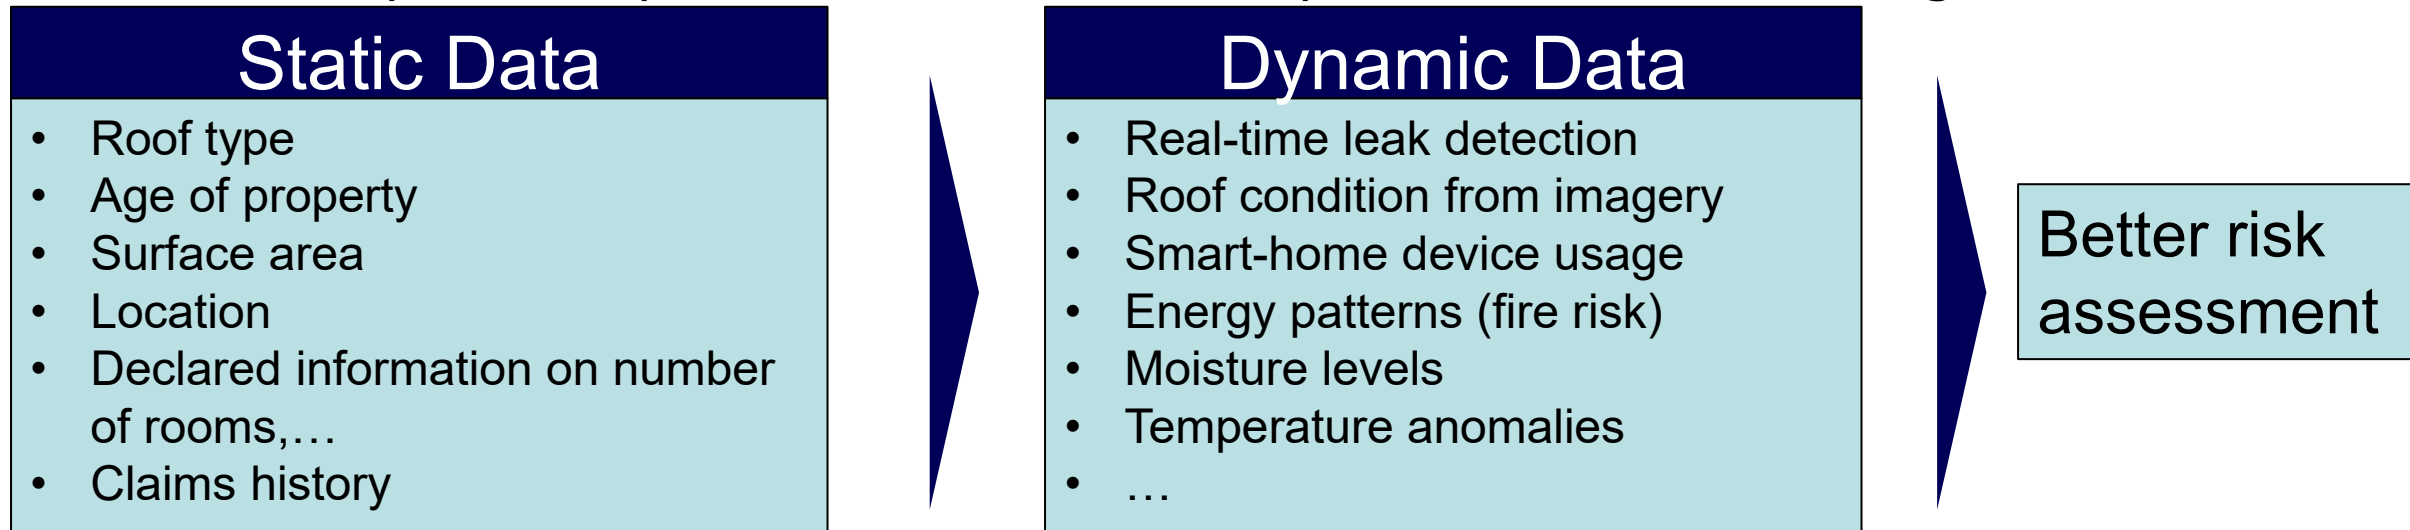 Static Data
• Roof type
• Age of property
• Surface area
• Location
• Declared information on number
of rooms,…
• Claims history
Dynamic Data
• Real-time leak detection
• Roof condition from imagery
• Smart-home device usage
• Energy patterns (fire risk)
• Moisture levels
• Temperature anomalies
• …
Better risk
assessment